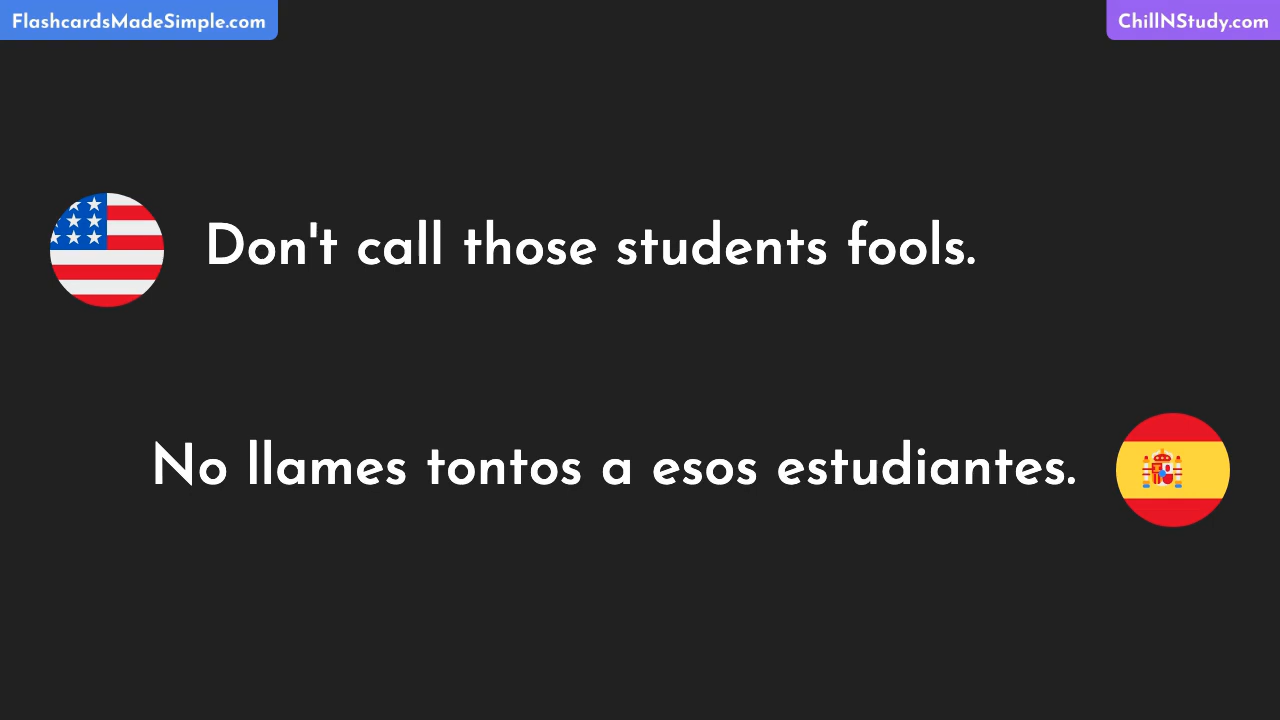 FlashcardsMadeSimple.com
ChillNStudy.com
Don't call those students fools.
No llames tontos a esos estudiantes.